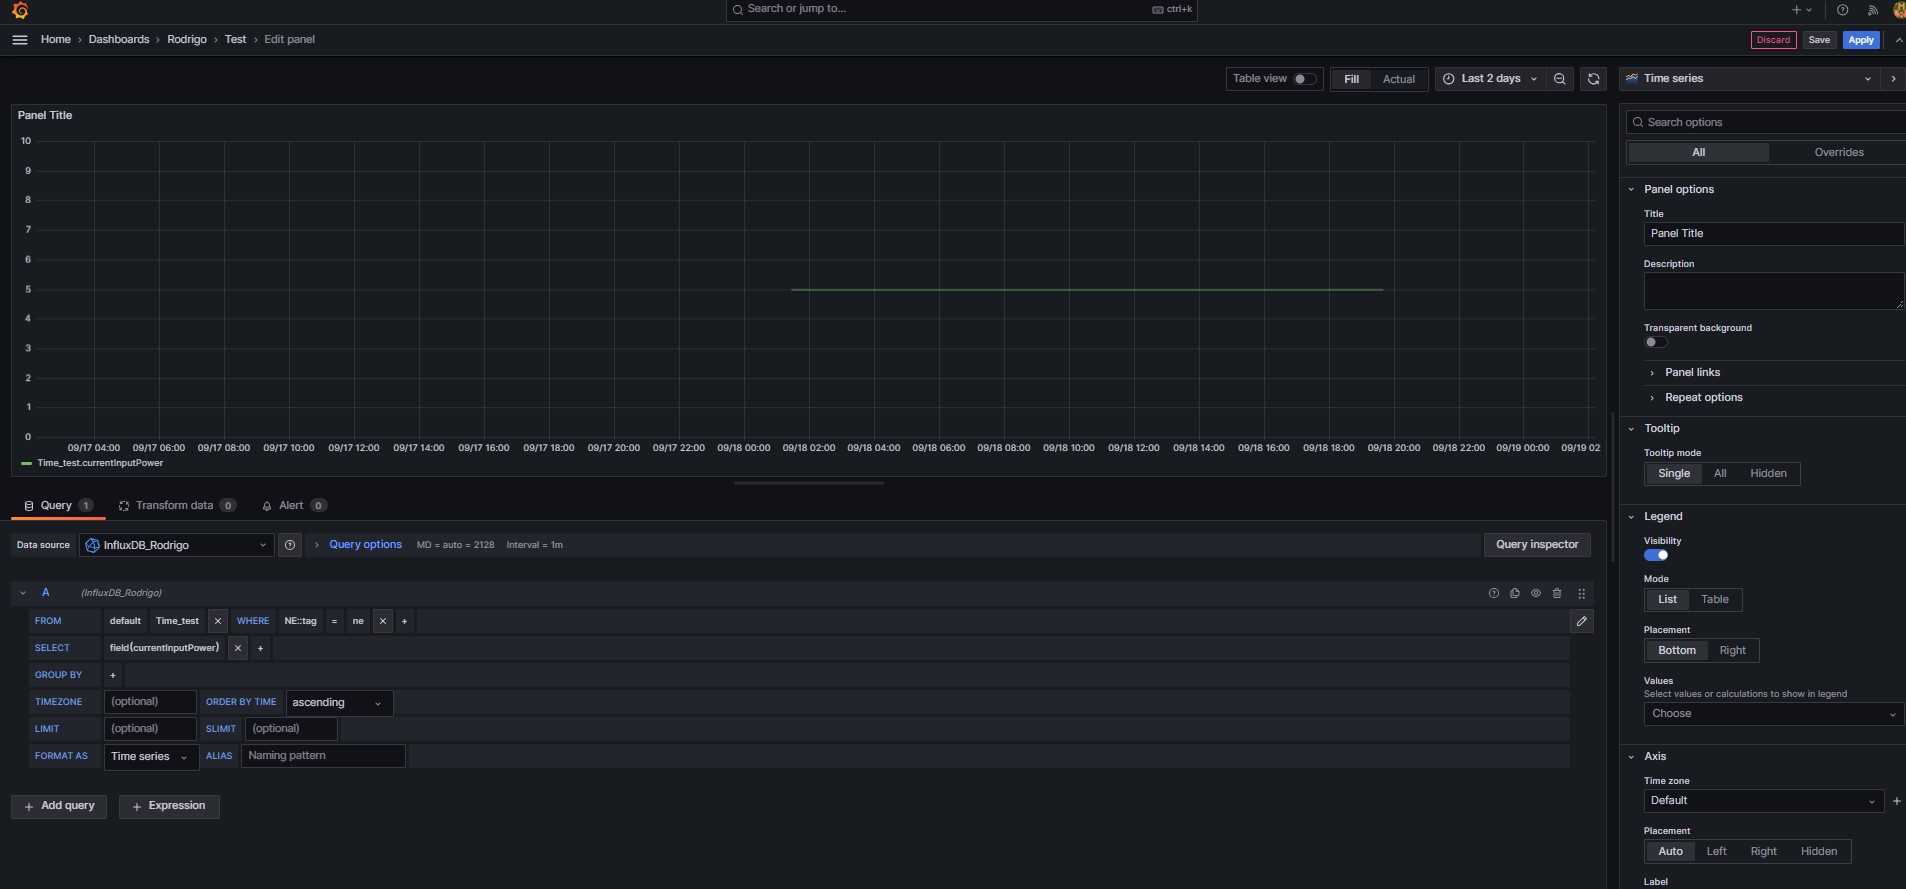 Search or jump to... ctrl+k
Home › Dashboards › Rodrigo › Test › Edit panel
Discard Save Apply
Table view Fill Actual Last 2 days Time series
Panel Title
10
9
8
7
6
5
4
3
2
1
0
09/17 04:00 09/17 06:00 09/17 08:00 09/17 10:00 09/17 12:00 09/17 14:00 09/17 16:00 09/17 18:00 09/17 20:00 09/17 22:00 09/18 00:00 09/18 02:00 09/18 04:00 09/18 06:00 09/18 08:00 09/18 10:00 09/18 12:00 09/18 14:00 09/18 16:00 09/18 18:00 09/18 20:00 09/18 22:00 09/19 00:00 09/19 02
Time_test.currentInputPower
Query 1 Transform data 0 Alert 0
Data source InfluxDB_Rodrigo Query options MD = auto = 2128 Interval = 1m Query inspector
A (InfluxDB_Rodrigo)
FROM default Time_test × WHERE NE::tag = ne × +
SELECT field(currentInputPower) × +
GROUP BY +
TIMEZONE (optional) ORDER BY TIME ascending
LIMIT (optional) SLIMIT (optional)
FORMAT AS Time series ALIAS Naming pattern
+ Add query + Expression
Search options
All Overrides
Panel options
Title
Panel Title
Description
Transparent background
Panel links
Repeat options
Tooltip
Tooltip mode
Single All Hidden
Legend
Visibility
Mode
List Table
Placement
Bottom Right
Values
Select values or calculations to show in legend
Choose
Axis
Time zone
Default
Placement
Auto Left Right Hidden
Label